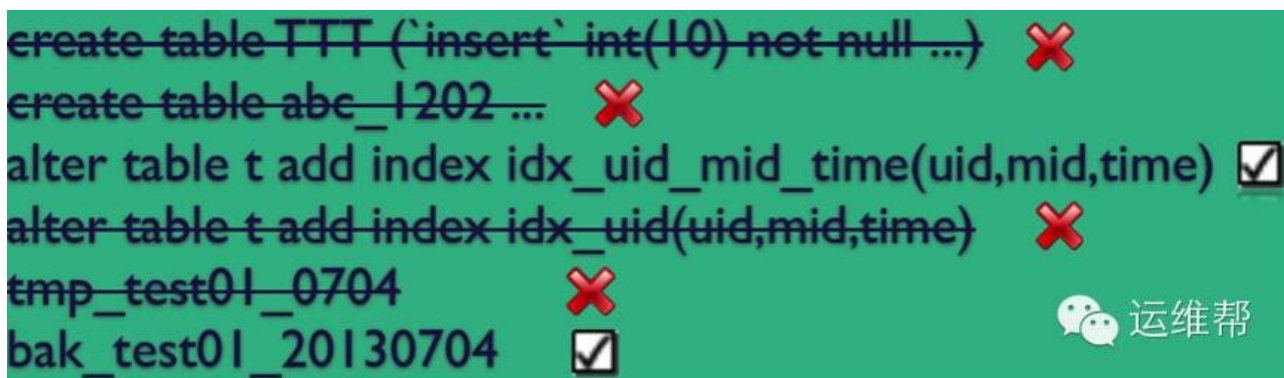 create table TTT (`insert` int(10) not null ...)
create table abc_1202 ...
alter table t add index idx_uid_mid_time(uid,mid,time)
alter table t add index idx_uid(uid,mid,time)
tmp_test01_0704
bak_test01_20130704
运维帮